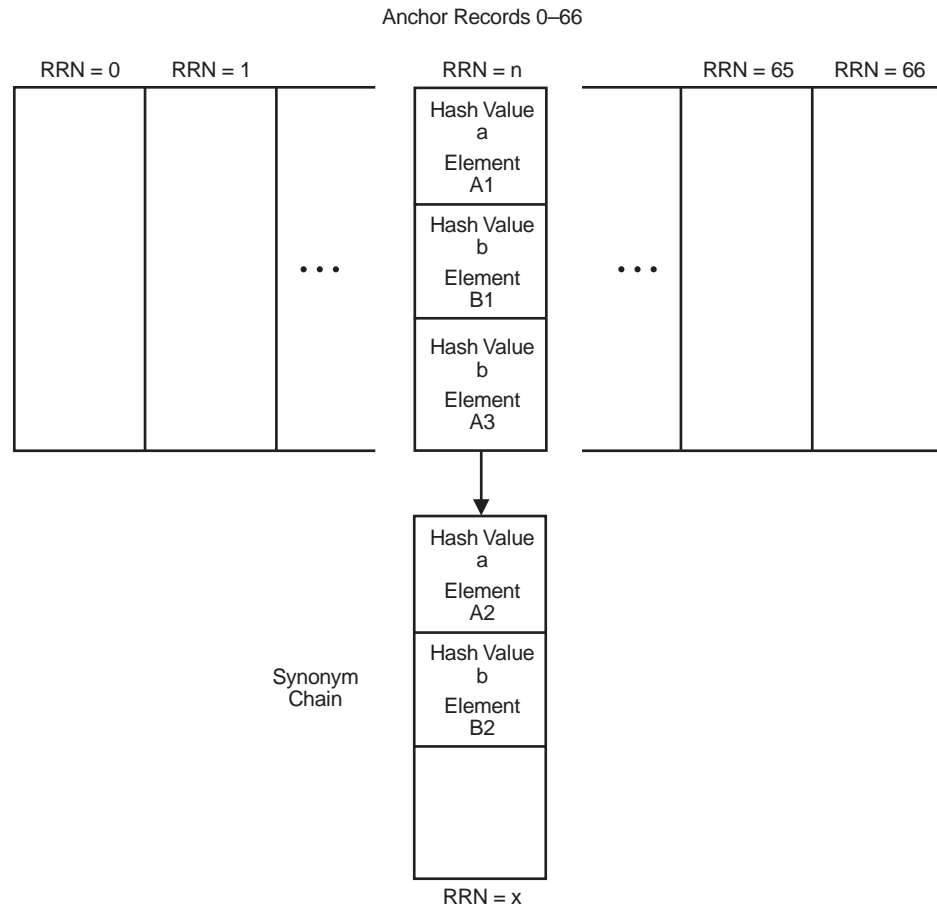 Anchor Records 0–66
RRN = 0
RRN = 1
RRN = n
RRN = 65
RRN = 66
Hash Value
a
Element
A1
Hash Value
b
Element
B1
Hash Value
b
Element
A3
• • •
• • •
Hash Value
a
Element
A2
Hash Value
b
Element
B2
Synonym
Chain
RRN = x